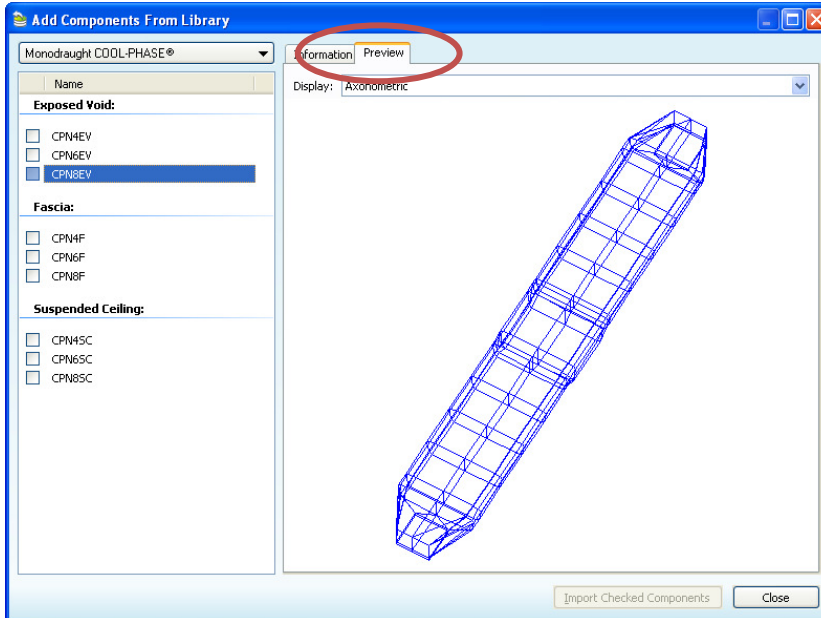 Add Components From Library
Monodraught COOL-PHASE®
Name
Exposed Void:
CPN4EV
CPN6EV
CPN8EV
Fascia:
CPN4F
CPN6F
CPN8F
Suspended Ceiling:
CPN4SC
CPN6SC
CPN8SC
Information Preview
Display: Axonometric
Import Checked Components Close